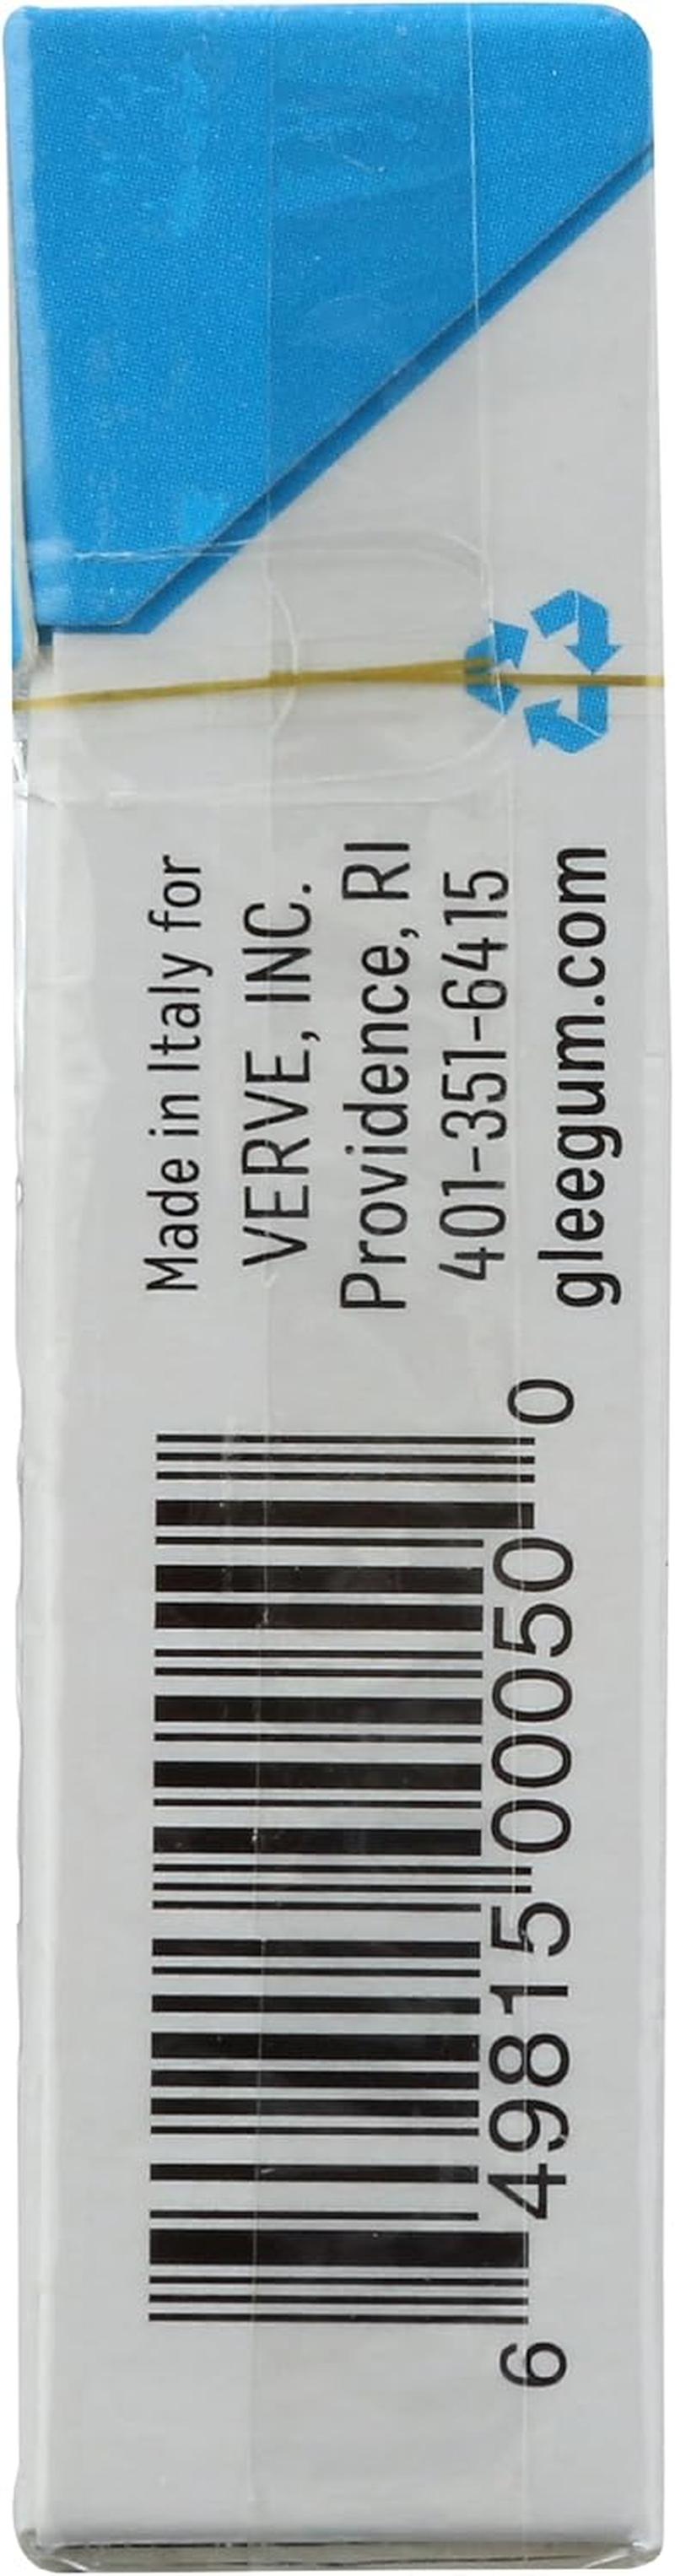 Made in Italy for
VERVE, INC.
Providence, RI
401-351-6415
gleegum.com
6 49815 00050 0